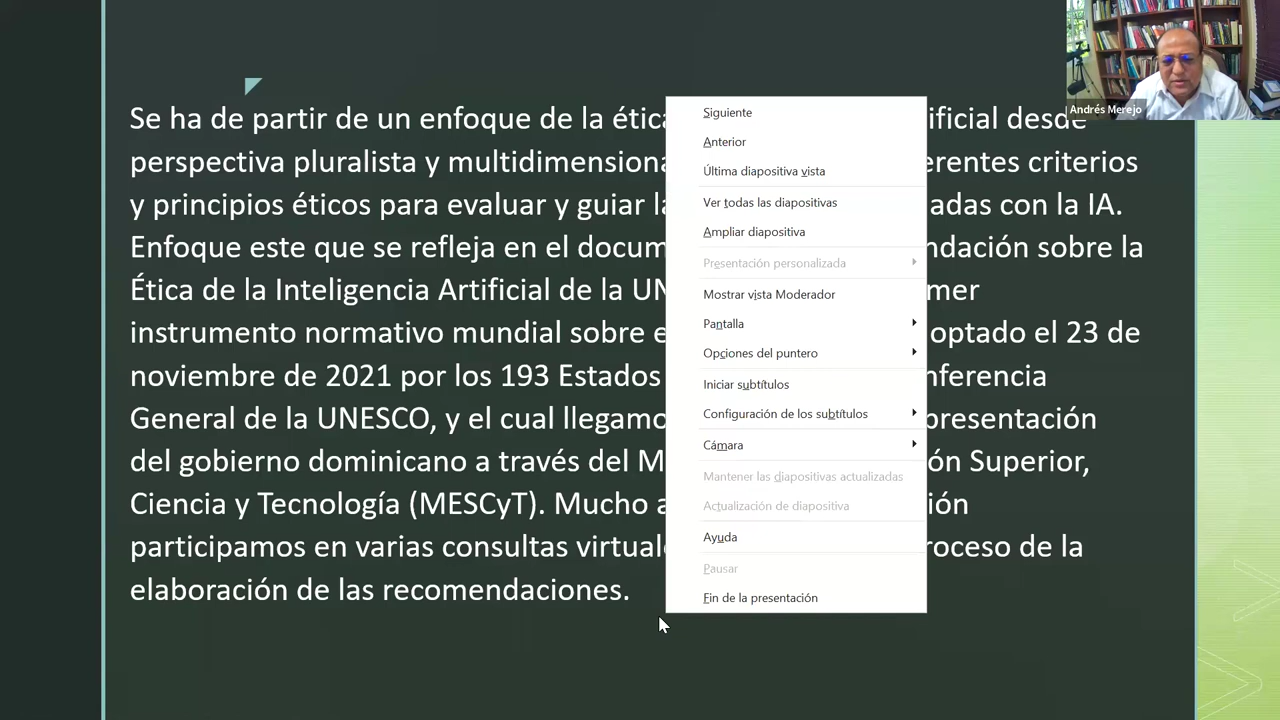 Se ha de partir de un enfoque de la ética ificial desde
perspectiva pluralista y multidimensiona erentes criterios
y principios éticos para evaluar y guiar la adas con la IA.
Enfoque este que se refleja en el docum ndación sobre la
Ética de la Inteligencia Artificial de la UN mer
instrumento normativo mundial sobre e optado el 23 de
noviembre de 2021 por los 193 Estados nferencia
General de la UNESCO, y el cual llegamo presentación
del gobierno dominicano a través del M ón Superior,
Ciencia y Tecnología (MESCyT). Mucho a ión
participamos en varias consultas virtuale roceso de la
elaboración de las recomendaciones.
Siguiente
Anterior
Última diapositiva vista
Ver todas las diapositivas
Ampliar diapositiva
Presentación personalizada
Mostrar vista Moderador
Pantalla
Opciones del puntero
Iniciar subtítulos
Configuración de los subtítulos
Cámara
Mantener las diapositivas actualizadas
Actualización de diapositiva
Ayuda
Pausar
Fin de la presentación
Andrés Merejo